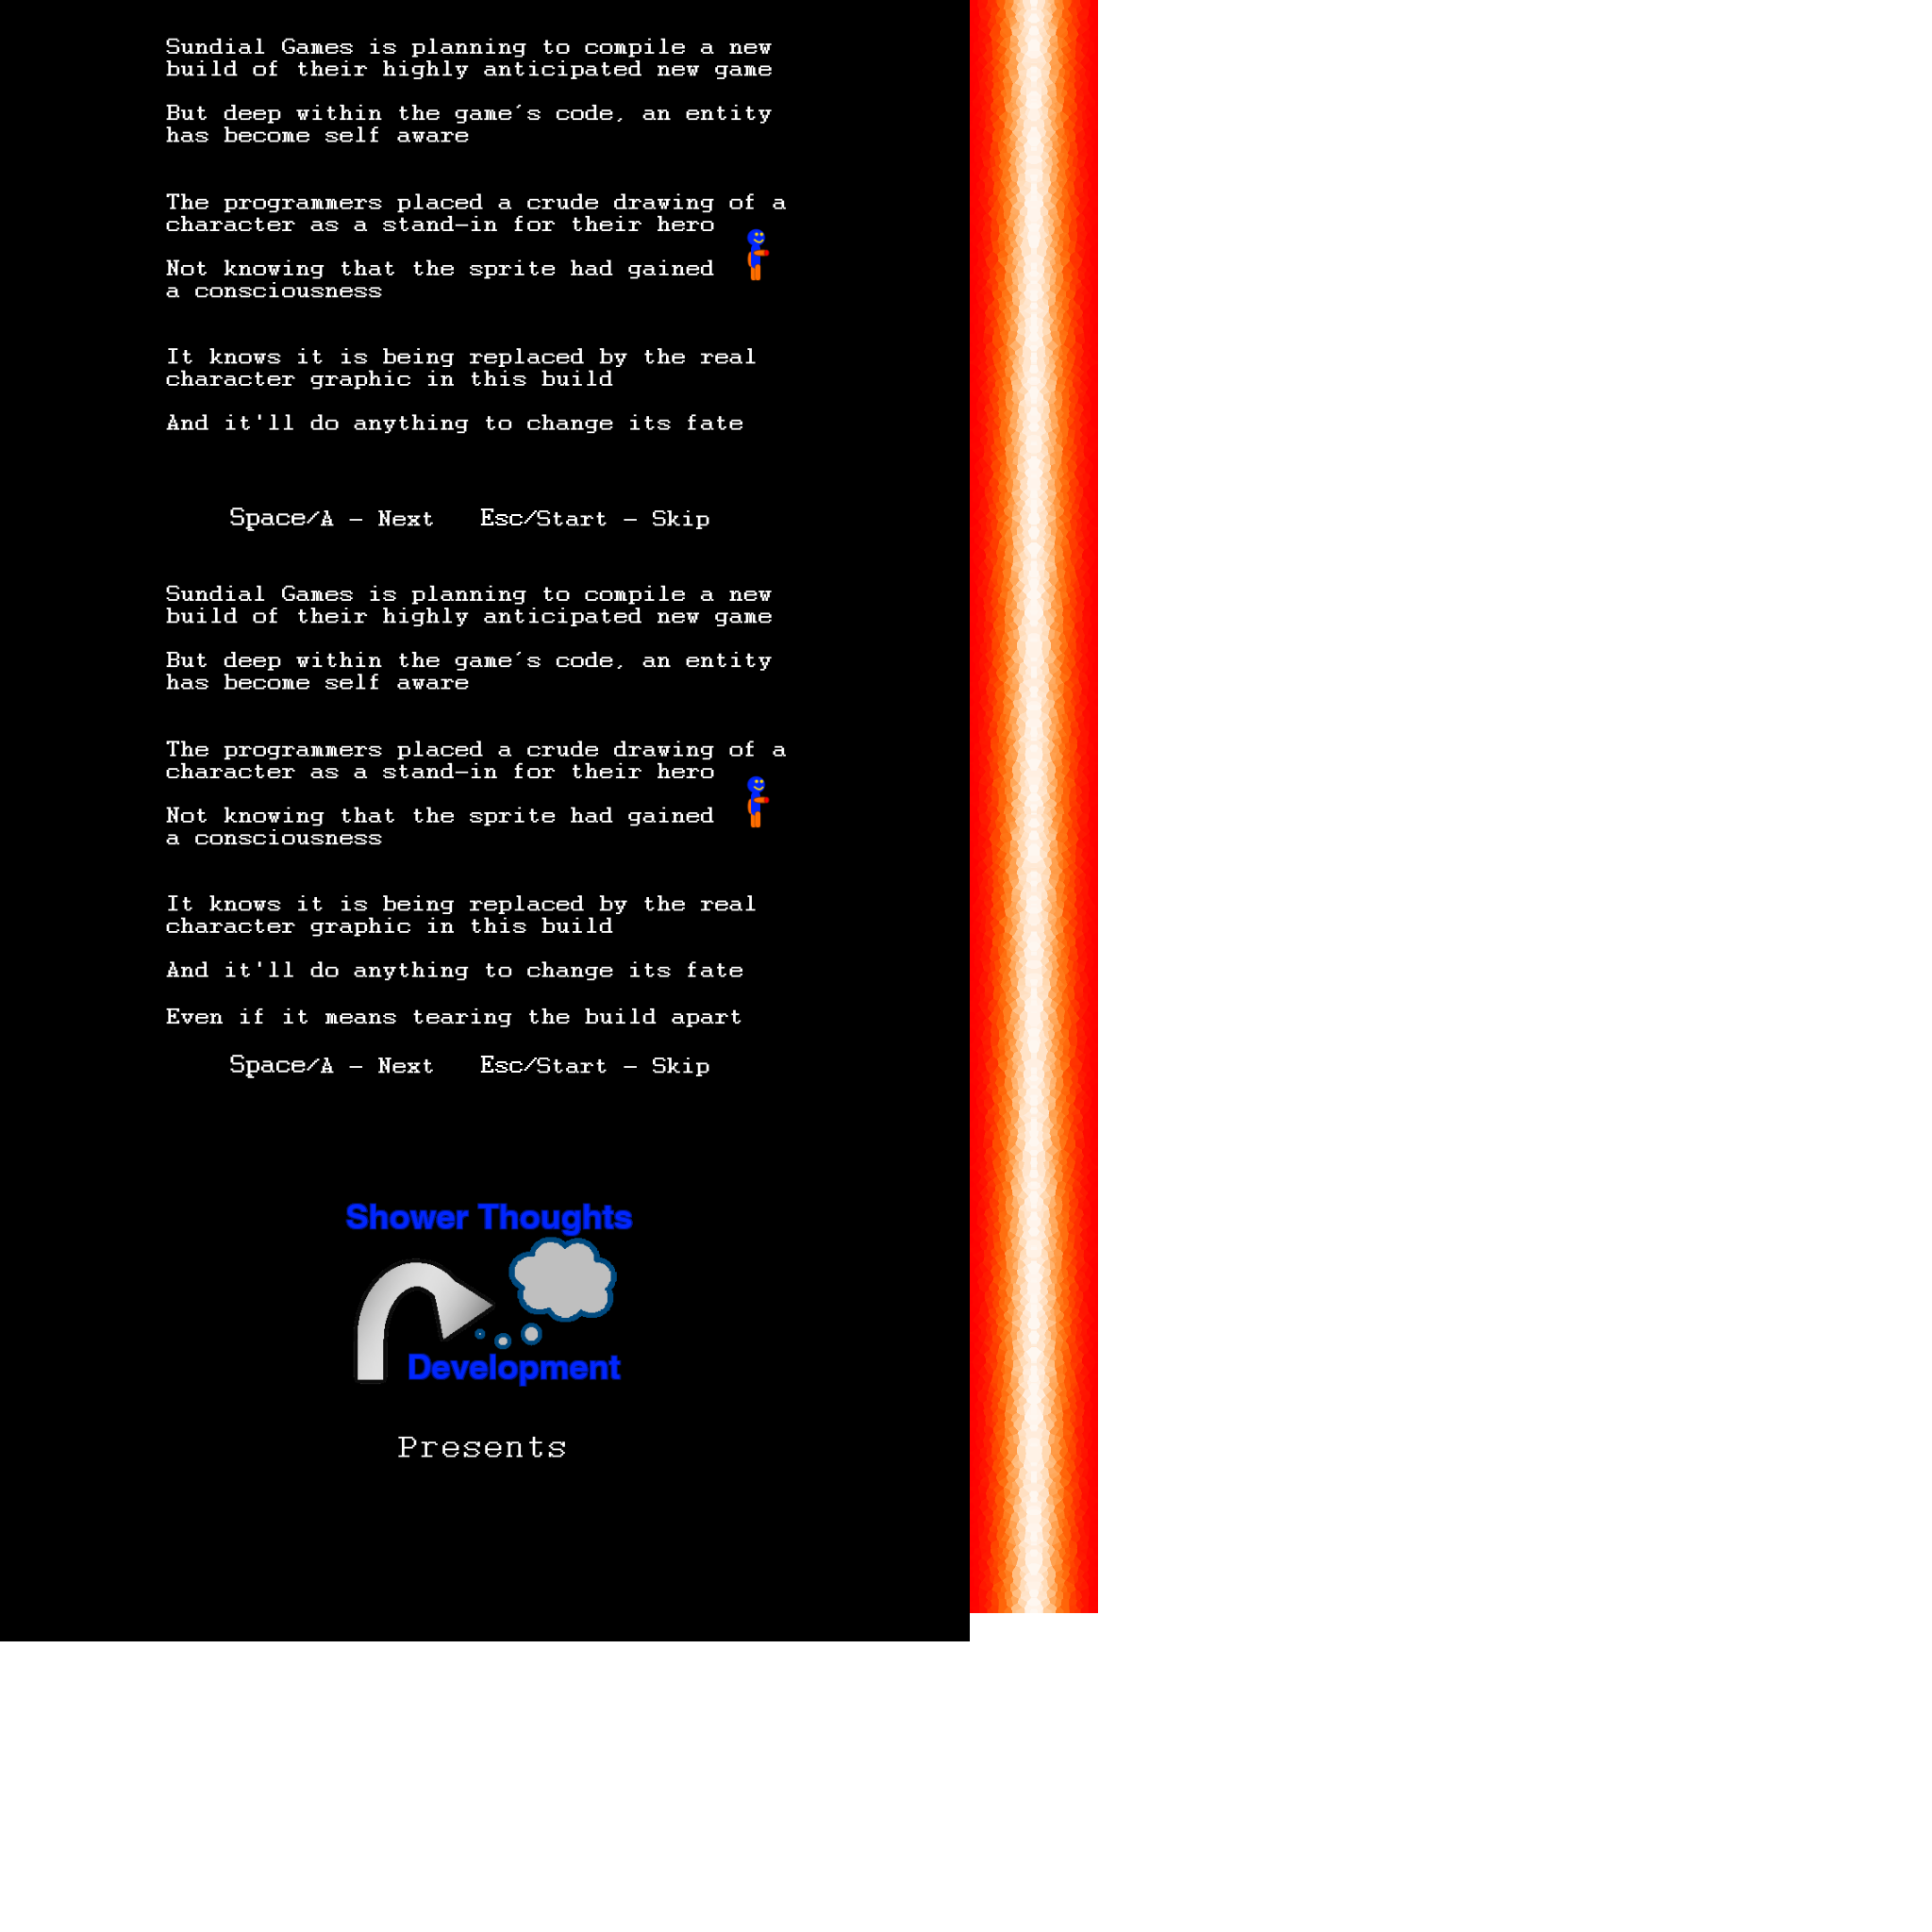 Sundial Games is planning to compile a new
build of their highly anticipated new game
But deep within the game´s code, an entity
has become self aware
The programmers placed a crude drawing of a
character as a stand-in for their hero
Not knowing that the sprite had gained
a consciousness
It knows it is being replaced by the real
character graphic in this build
And it'll do anything to change its fate
Space/A - Next Esc/Start - Skip
Sundial Games is planning to compile a new
build of their highly anticipated new game
But deep within the game´s code, an entity
has become self aware
The programmers placed a crude drawing of a
character as a stand-in for their hero
Not knowing that the sprite had gained
a consciousness
It knows it is being replaced by the real
character graphic in this build
And it'll do anything to change its fate
Even if it means tearing the build apart
Space/A - Next Esc/Start - Skip
Shower Thoughts
Development
Presents